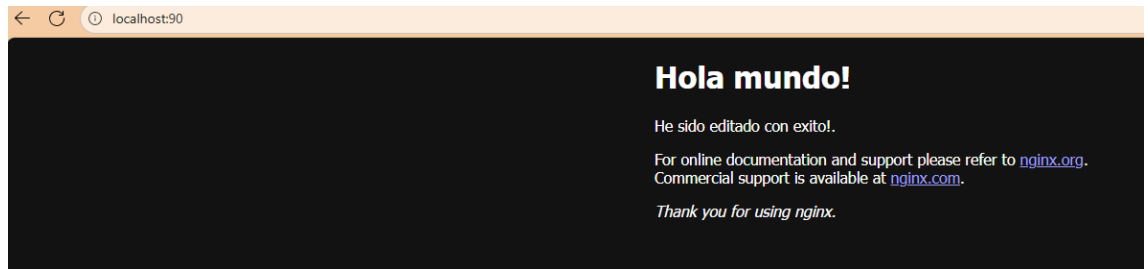 localhost:90
Hola mundo!
He sido editado con exito!.
For online documentation and support please refer to nginx.org.
Commercial support is available at nginx.com.
Thank you for using nginx.